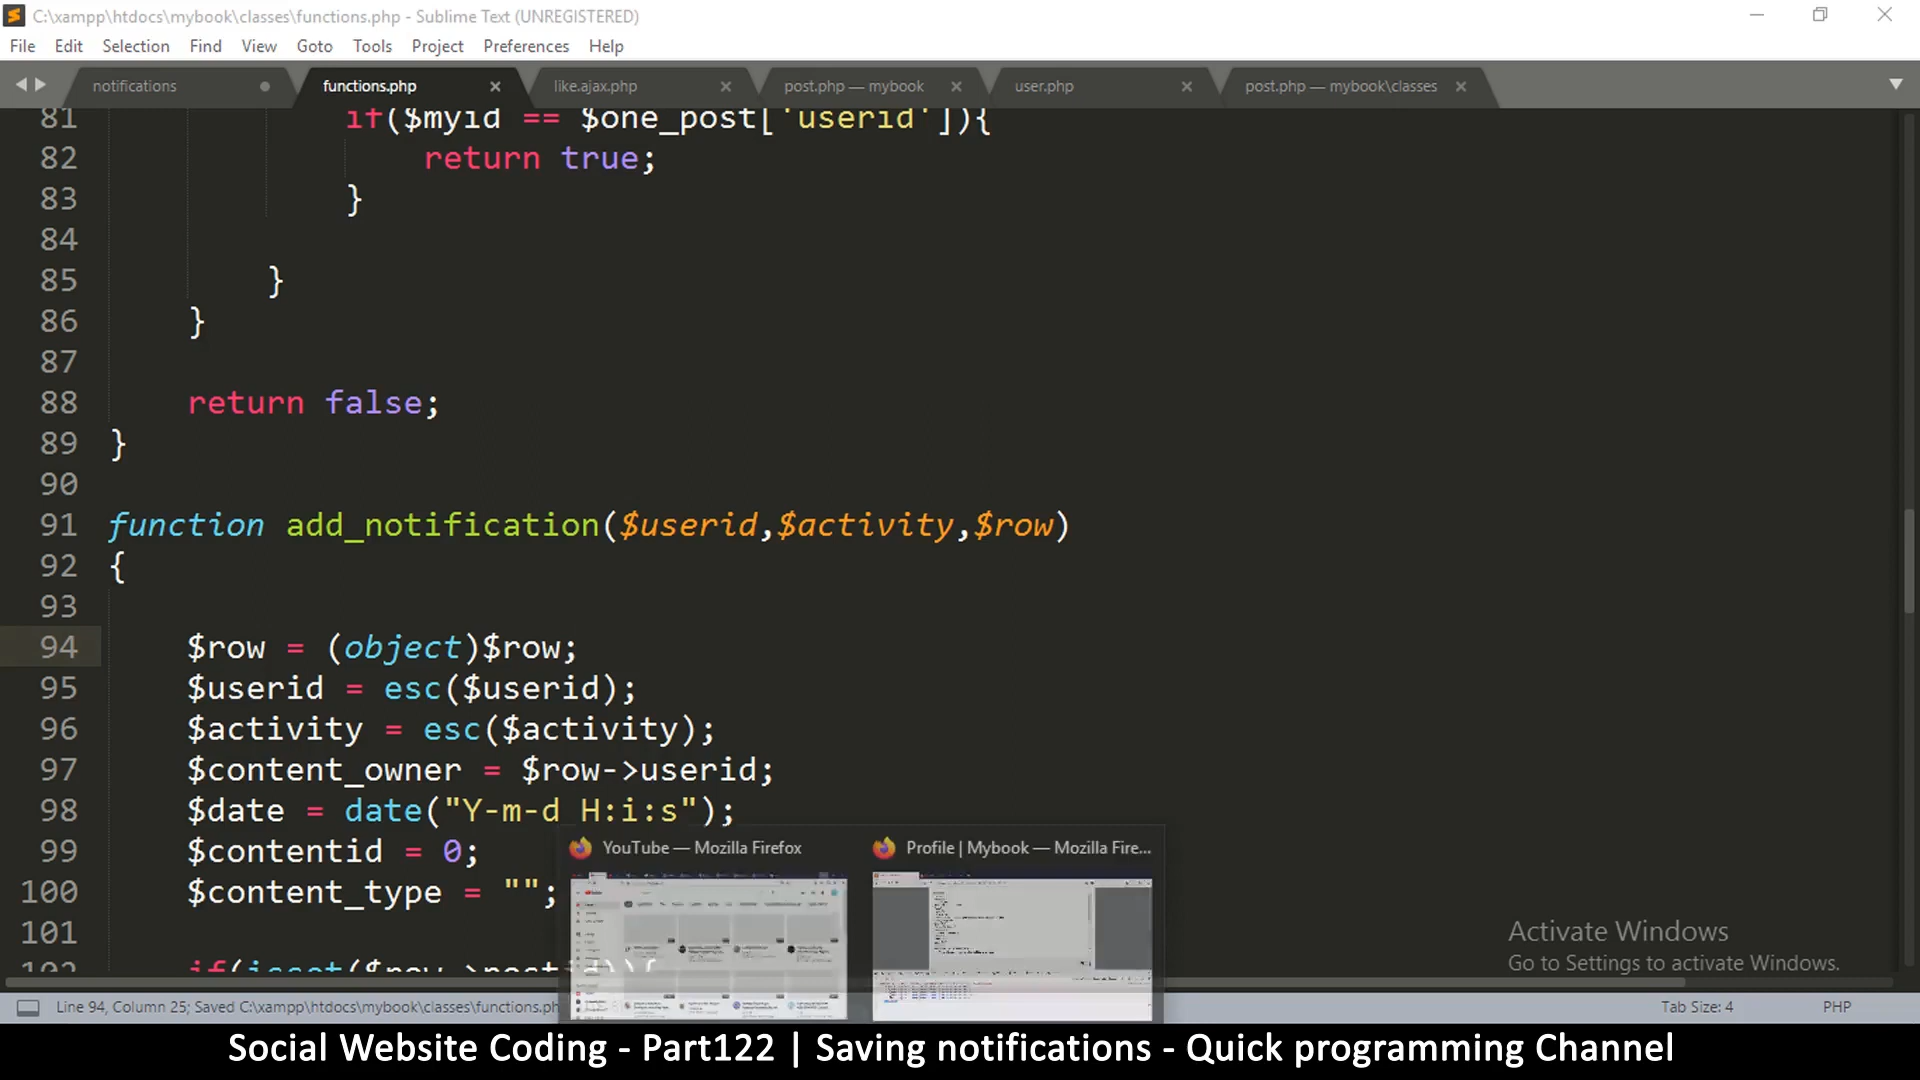 C:\xampp\htdocs\mybook\classes\functions.php - Sublime Text (UNREGISTERED)
File Edit Selection Find View Goto Tools Project Preferences Help
notifications functions.php like.ajax.php post.php — mybook user.php post.php — mybook\classes
81 if($myid == $one_post['userid']){
82 return true;
83 }
84
85 }
86 }
87
88 return false;
89 }
90
91 function add_notification($userid,$activity,$row)
92 {
93
94 $row = (object)$row;
95 $userid = esc($userid);
96 $activity = esc($activity);
97 $content_owner = $row->userid;
98 $date = date("Y-m-d H:i:s");
99 $contentid = 0;
100 $content_type = "";
101
102 if(isset($row->postid)){
YouTube — Mozilla Firefox
Profile | Mybook — Mozilla Fire...
Activate Windows
Go to Settings to activate Windows.
Line 94, Column 25; Saved C:\xampp\htdocs\mybook\classes\functions.ph
Tab Size: 4
PHP
Social Website Coding - Part122 | Saving notifications - Quick programming Channel